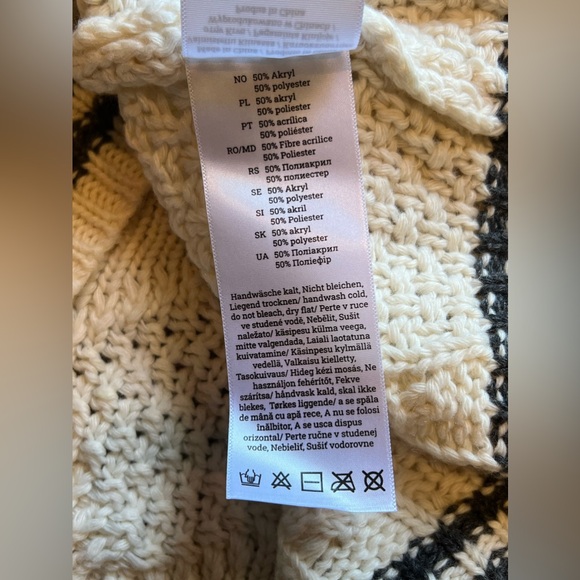 NO 50% Akryl
50% polyester
PL 50% akryl
50% poliester
PT 50% acrílica
50% poliéster
RO/MD 50% Fibre acrilice
50% Poliester
RS 50% Полиакрил
50% полиестер
SE 50% Akryl
50% polyester
SI 50% akril
50% Poliester
SK 50% akryl
50% polyester
UA 50% Поліакрил
50% Поліефір
Handwäsche kalt, Nicht bleichen,
Liegend trocknen/ handwash cold,
do not bleach, dry flat/ Perte v ruce
ve studené vodě, Nebělit, Sušit
naležato/ käsipesu külma veega,
mitte valgendada, Laiali laotatuna
kuivatamine/ Käsinpesu kylmällä
vedellä, Valkaisu kielletty,
Tasokuivaus/ Hideg kézi mosás, Ne
használjon fehérítőt, Fekve
szárítsa/ håndvask kald, skal ikke
blekes, Tørkes liggende/ a se spăla
de mână cu apă rece, A nu se folosi
înălbitor, A se usca dispus
orizontal/ Perte ručne v studenej
vode, Nebieliť, Sušiť vodorovne